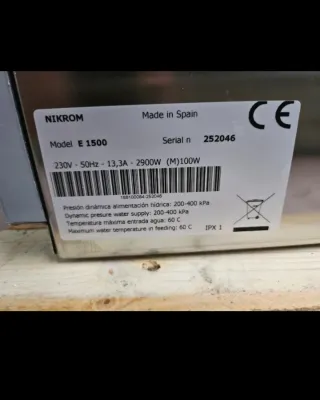 NIKROM Made in Spain CE
Model E 1500 Serial n 252046
230V - 50Hz - 13,3A - 2900W (M)100W
Presión dinámica alimentación hídrica: 200-400 kPa
Dynamic presure water supply: 200-400 kPa
Temperatura máxima entrada agua: 60 C
Maximum water temperature in feeding: 60 C IPX 1